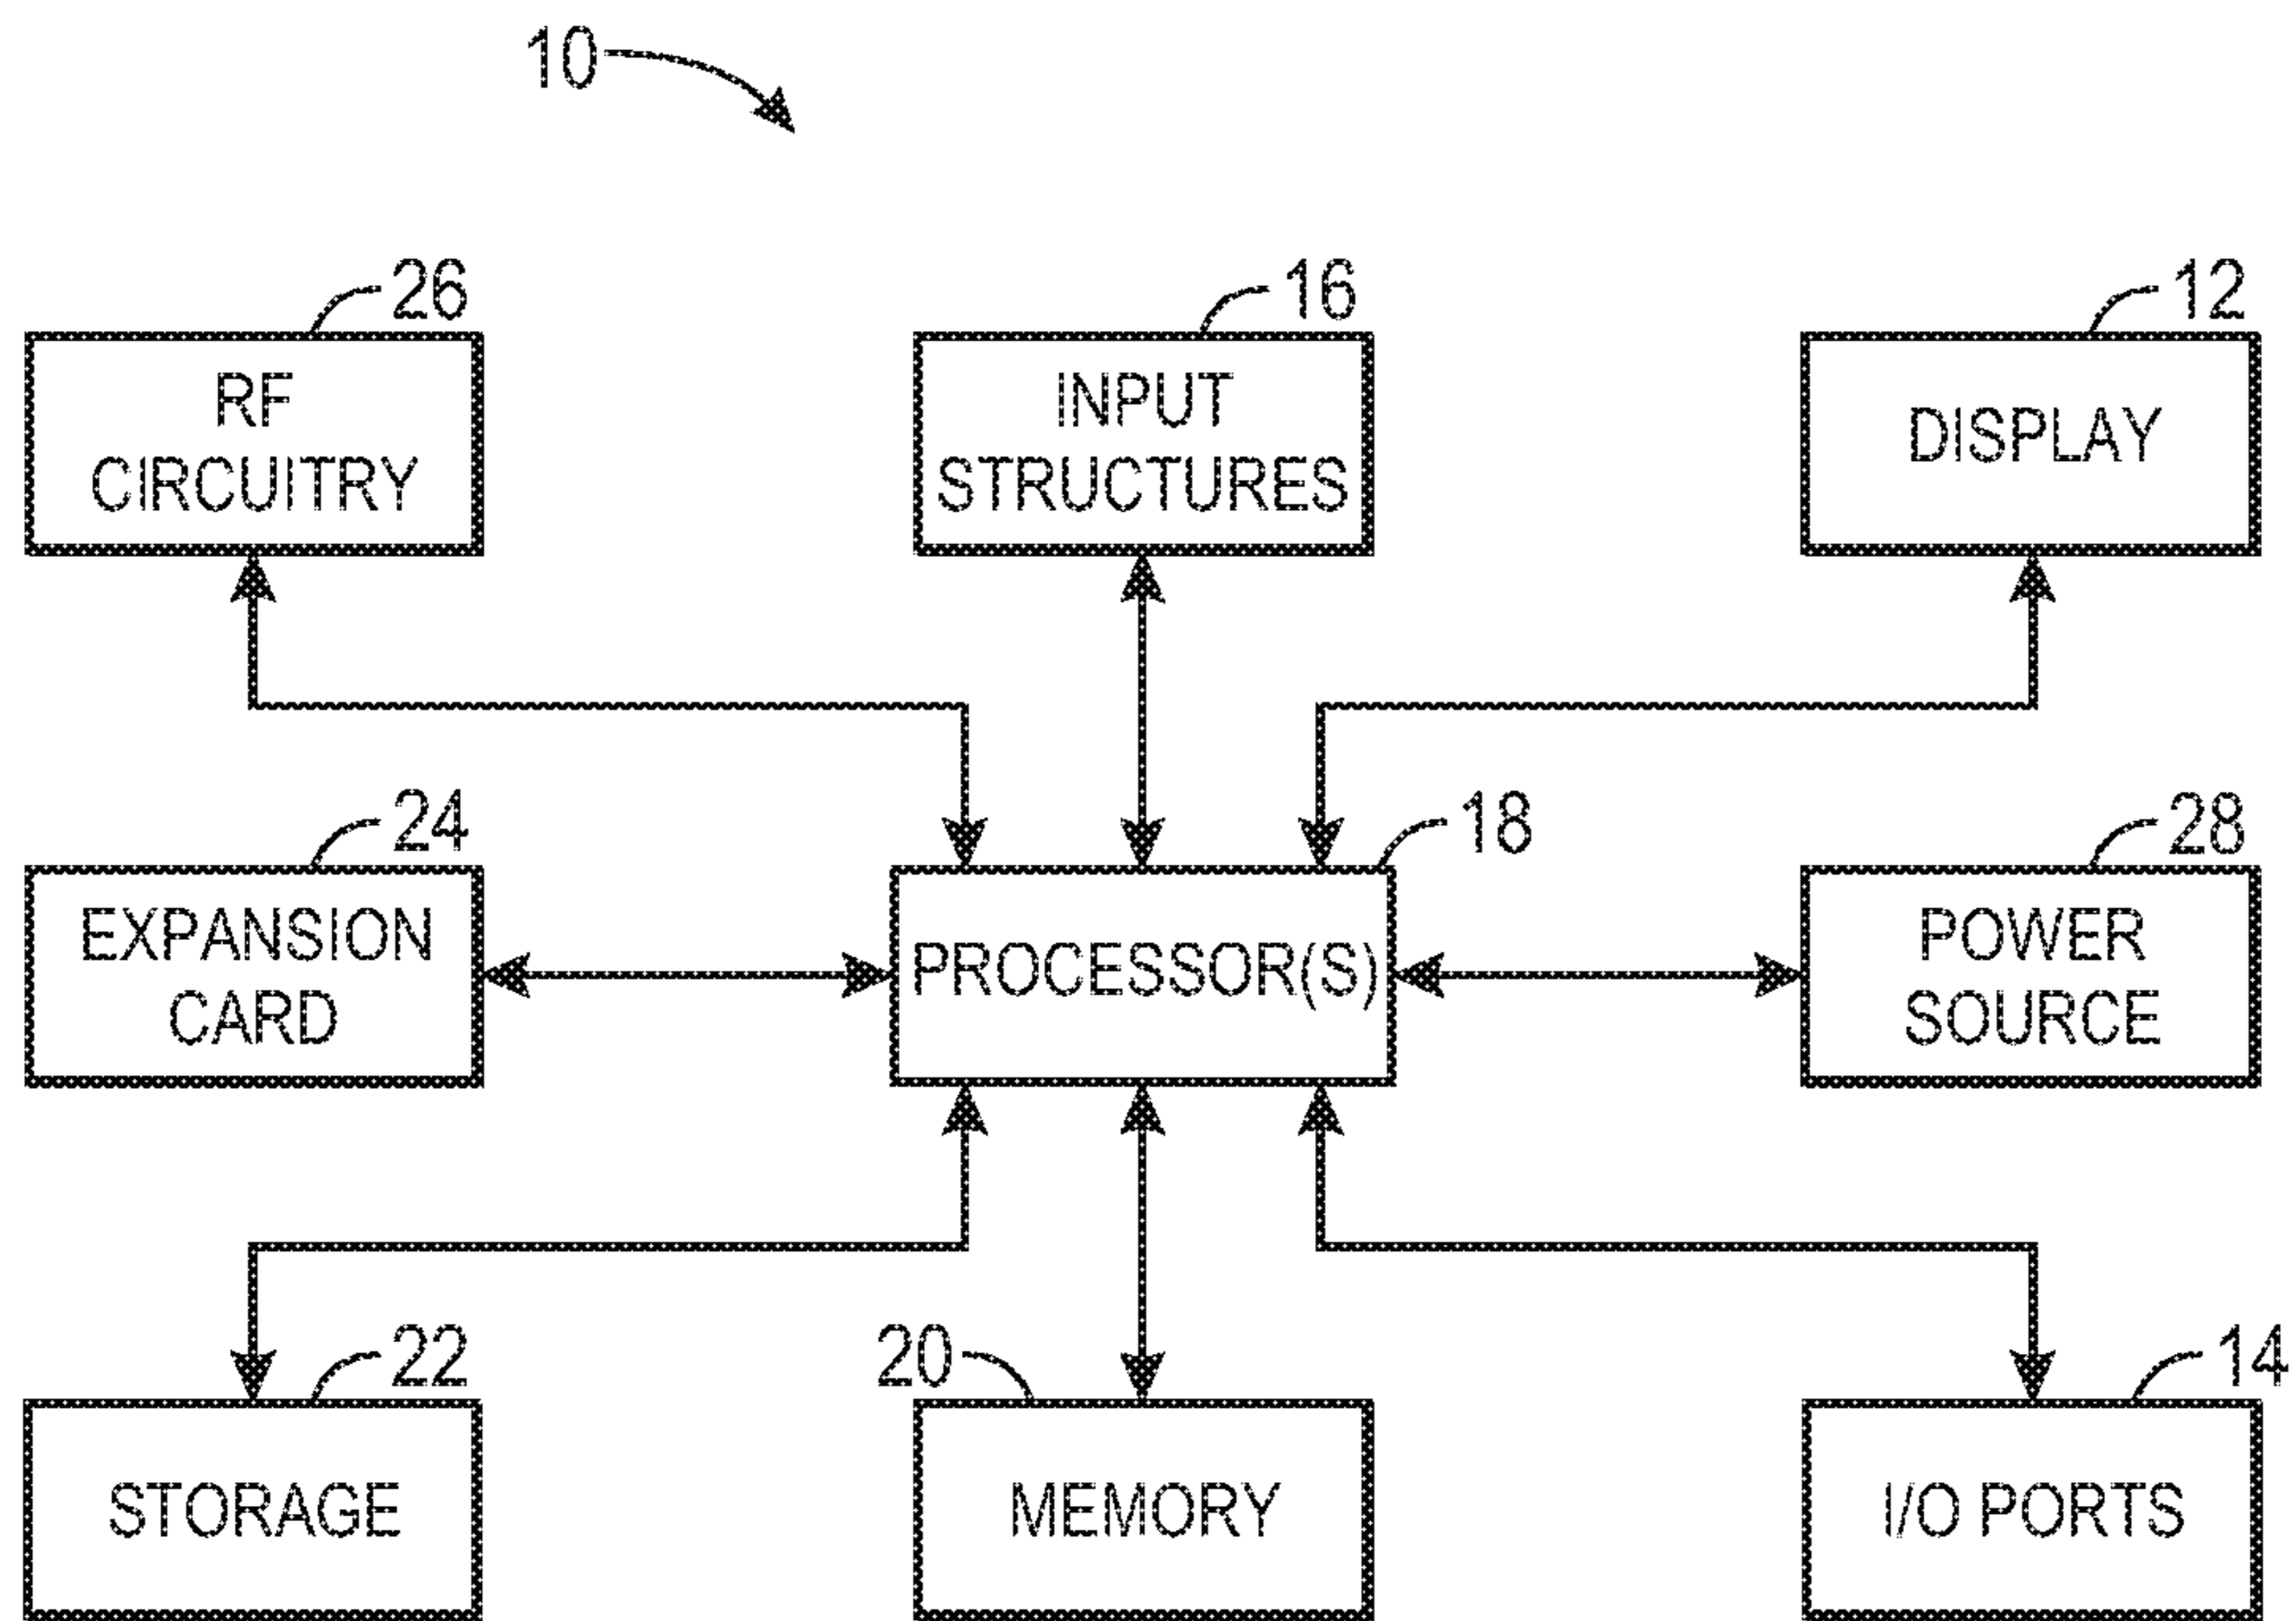 10
26
16
12
RF
CIRCUITRY
INPUT
STRUCTURES
DISPLAY
24
18
28
EXPANSION
CARD
PROCESSOR(S)
POWER
SOURCE
22
20
14
STORAGE
MEMORY
I/O PORTS